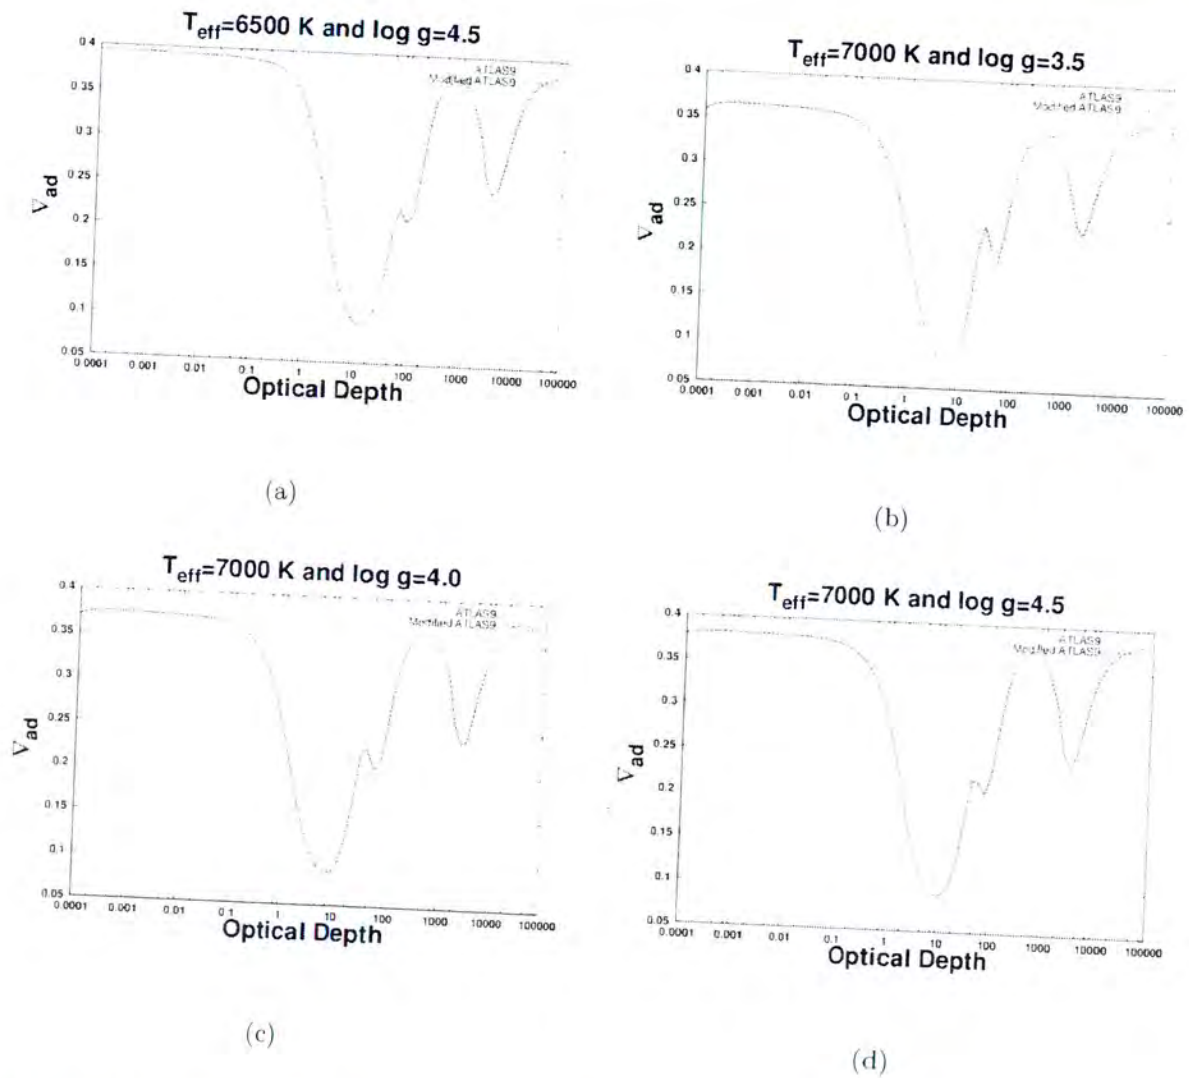 T_eff=6500 K and log g=4.5
ATLAS9
Modified ATLAS9
0.4
0.35
0.3
0.25
0.2
0.15
0.1
0.05
∇ad
0.0001 0.001 0.01 0.1 1 10 100 1000 10000 100000
Optical Depth
(a)
T_eff=7000 K and log g=3.5
ATLAS9
Modified ATLAS9
0.4
0.35
0.3
0.25
0.2
0.15
0.1
0.05
∇ad
0.0001 0.001 0.01 0.1 1 10 100 1000 10000 100000
Optical Depth
(b)
T_eff=7000 K and log g=4.0
ATLAS9
Modified ATLAS9
0.4
0.35
0.3
0.25
0.2
0.15
0.1
0.05
∇ad
0.0001 0.001 0.01 0.1 1 10 100 1000 10000 100000
Optical Depth
(c)
T_eff=7000 K and log g=4.5
ATLAS9
Modified ATLAS9
0.4
0.35
0.3
0.25
0.2
0.15
0.1
0.05
∇ad
0.0001 0.001 0.01 0.1 1 10 100 1000 10000 100000
Optical Depth
(d)